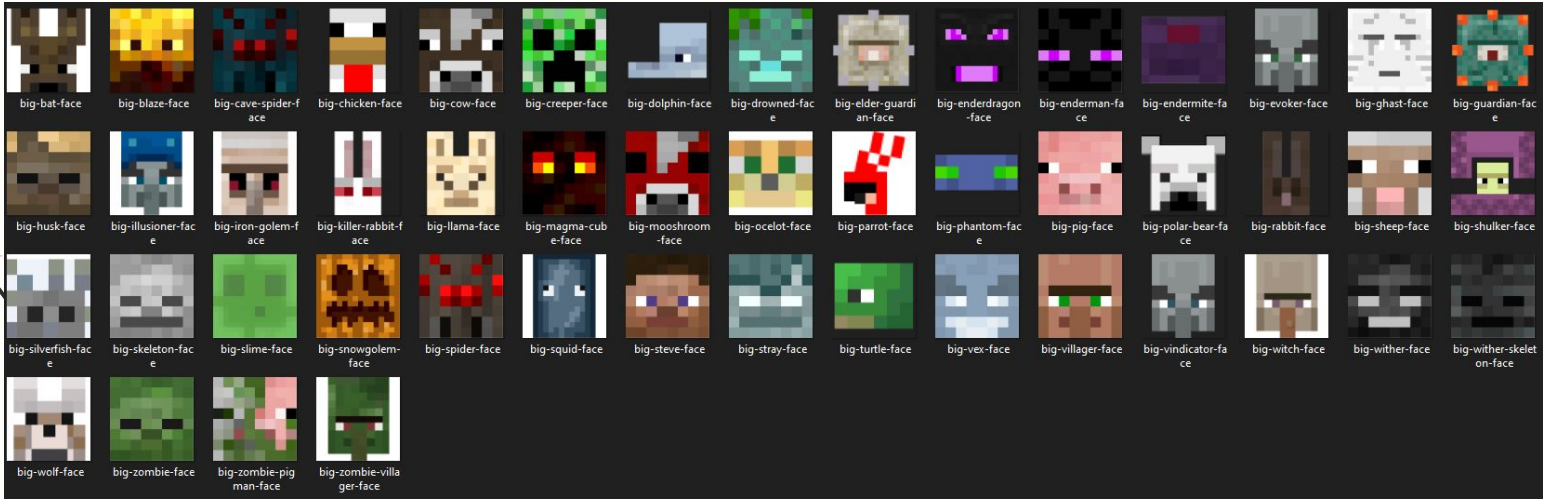 big-bat-face big-blaze-face big-cave-spider-f big-chicken-face big-cow-face big-creeper-face big-dolphin-face big-drowned-fac big-elder-guardi big-enderdragon big-enderman-fa big-endermite-fa big-evoker-face big-ghast-face big-guardian-fac
ace e an-face -face ce ce e
big-husk-face big-illusioner-fac big-iron-golem-f big-killer-rabbit-f big-llama-face big-magma-cub big-mooshroom big-ocelot-face big-parrot-face big-phantom-fac big-pig-face big-polar-bear-fa big-rabbit-face big-sheep-face big-shulker-face
e ace ace e-face -face e ce
big-silverfish-fac big-skeleton-fac big-slime-face big-snowgolem- big-spider-face big-squid-face big-steve-face big-stray-face big-turtle-face big-vex-face big-villager-face big-vindicator-fa big-witch-face big-wither-face big-wither-skelet
e e face ce on-face
big-wolf-face big-zombie-face big-zombie-pig big-zombie-villa
man-face ger-face